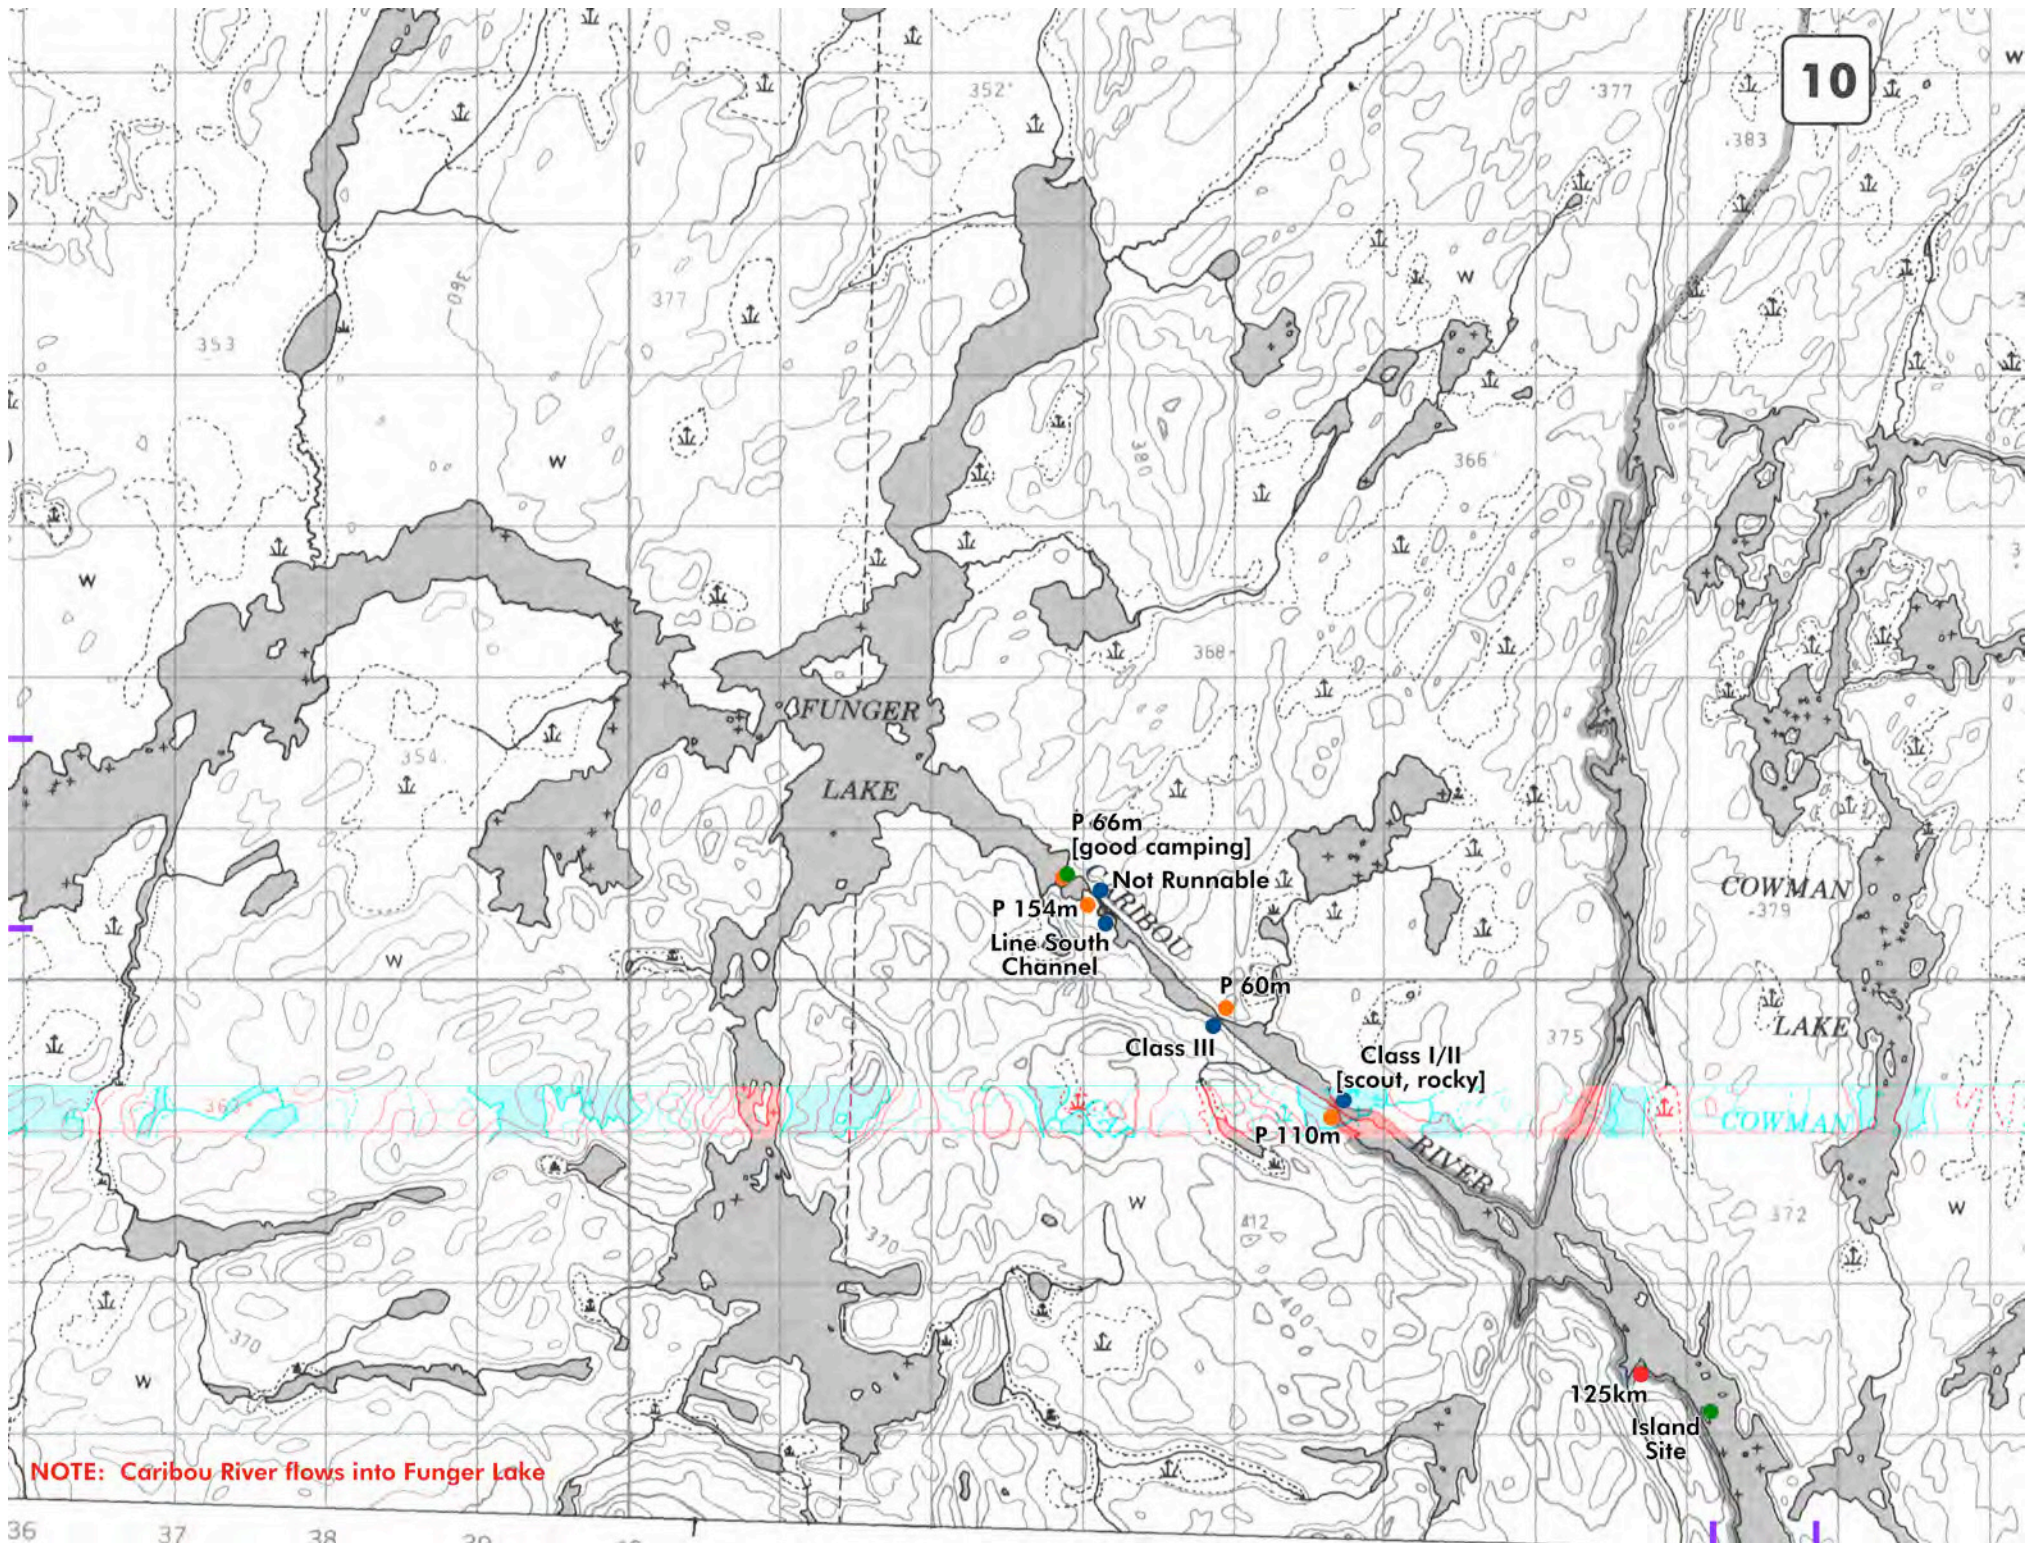 10
352
377
.383
360
377
353
380
366
368
FUNGER
LAKE
354
P 66m
[good camping]
CARIBOU
Not Runnable
P 154m
Line South
Channel
COWMAN
379
LAKE
P 60m
Class III
375
Class I/II
[scout, rocky]
363
COWMAN
P 110m
RIVER
W
372
412
370
400
370
125km
Island
Site
NOTE: Caribou River flows into Funger Lake
36
37
38
39
W
W
W
W
W
W
W